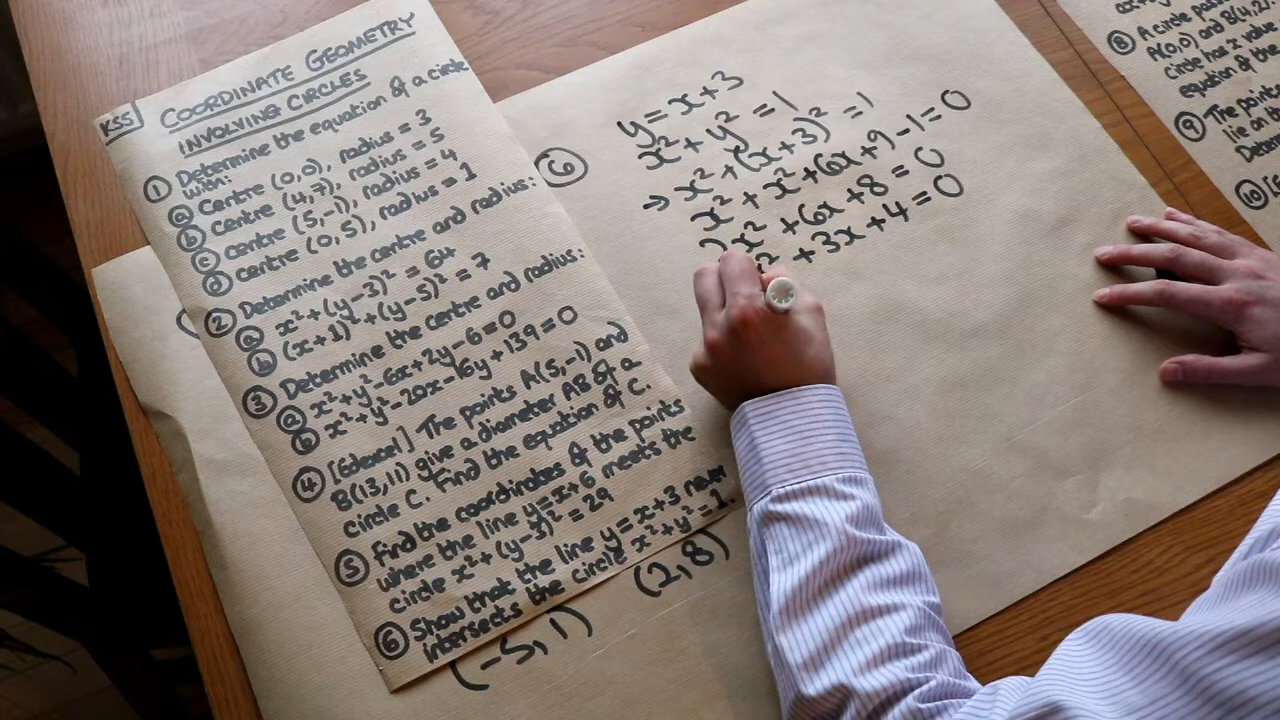 KSS
COORDINATE GEOMETRY
INVOLVING CIRCLES
① Determine the equation of a circle
with:
ⓐ Centre (0,0), radius = 3
ⓑ Centre (4,7), radius = 5
ⓒ centre (5,-1), radius = 4
ⓓ centre (0,5), radius = 1
② Determine the centre and radius:
ⓐ x² + (y-3)² = 64
ⓑ (x+1)² + (y-5)² = 7
③ Determine the centre and radius:
ⓐ x²+y²-6x+2y-6=0
ⓑ x²+y²-20x-16y+139=0
④ [Edexcel] The points A(5,-1) and
B(13,11) give a diameter AB of a
circle C. Find the equation of C.
⑤ Find the coordinates of the points
where the line y=x+6 meets the
circle x²+(y-3)² = 29
⑥ Show that the line y=x+3 never
intersects the circle x²+y²=1.
(-5,1) (2,8)
⑥
y = x + 3
x² + y² = 1
→ x² + (x+3)² = 1
x² + x² + 6x + 9 - 1 = 0
x² + 6x + 8 = 0
+ 3x + 4 = 0
⑧ A circle
A(0,0) and B(4,2).
circle has x value
equation of the
⑨ The points
lie on the
⑩